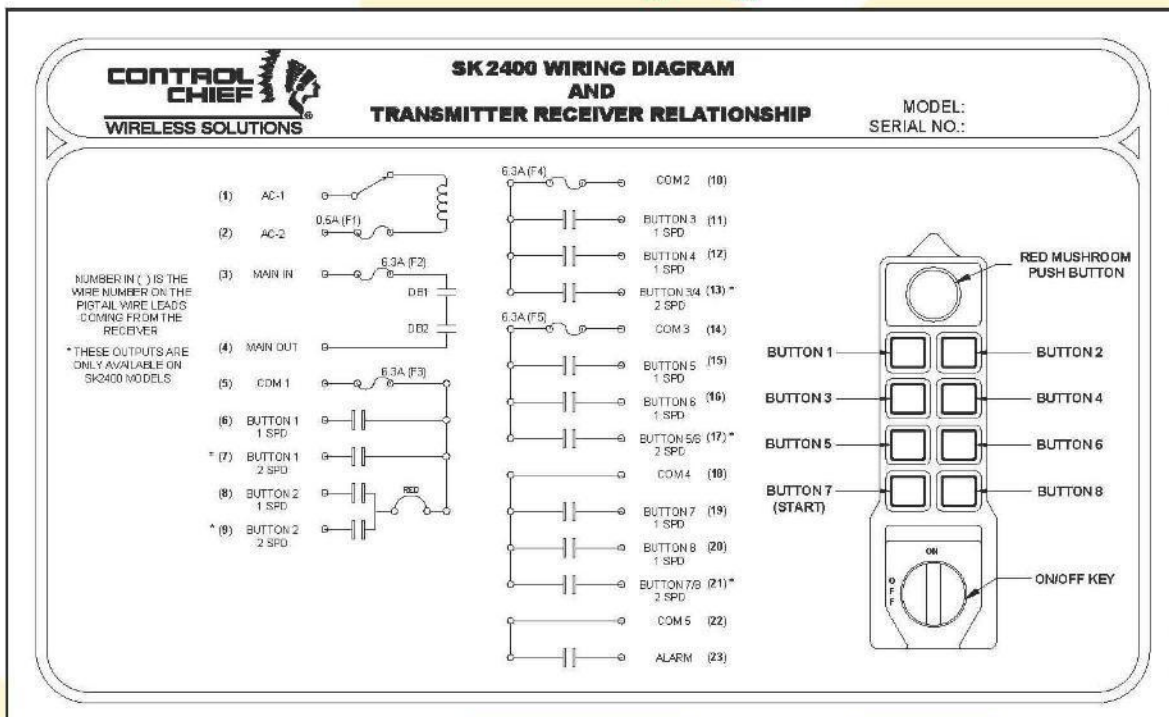 CONTROL
CHIEF
WIRELESS SOLUTIONS
®
SK2400 WIRING DIAGRAM
AND
TRANSMITTER RECEIVER RELATIONSHIP
MODEL:
SERIAL NO.:
(1) AC-1
0.5A (F1)
(2) AC-2
6.3A (F2)
(3) MAIN IN
DB1
DB2
(4) MAIN OUT
6.3A (F3)
(5) COM 1
(6) BUTTON 1
1 SPD
* (7) BUTTON 1
2 SPD
(8) BUTTON 2
1 SPD
RED
* (9) BUTTON 2
2 SPD
NUMBER IN ( ) IS THE
WIRE NUMBER ON THE
PIGTAIL WIRE LEADS
COMING FROM THE
RECEIVER
* THESE OUTPUTS ARE
ONLY AVAILABLE ON
SK2400 MODELS
6.3A (F4)
COM 2 (10)
BUTTON 3 (11)
1 SPD
BUTTON 4 (12)
1 SPD
BUTTON 3/4 (13) *
2 SPD
6.3A (F5)
COM 3 (14)
BUTTON 5 (15)
1 SPD
BUTTON 6 (16)
1 SPD
BUTTON 5/6 (17) *
2 SPD
COM 4 (18)
BUTTON 7 (19)
1 SPD
BUTTON 8 (20)
1 SPD
BUTTON 7/8 (21) *
2 SPD
COM 5 (22)
ALARM (23)
RED MUSHROOM
PUSH BUTTON
BUTTON 1
BUTTON 2
BUTTON 3
BUTTON 4
BUTTON 5
BUTTON 6
BUTTON 7
(START)
BUTTON 8
ON
OFF
ON/OFF KEY